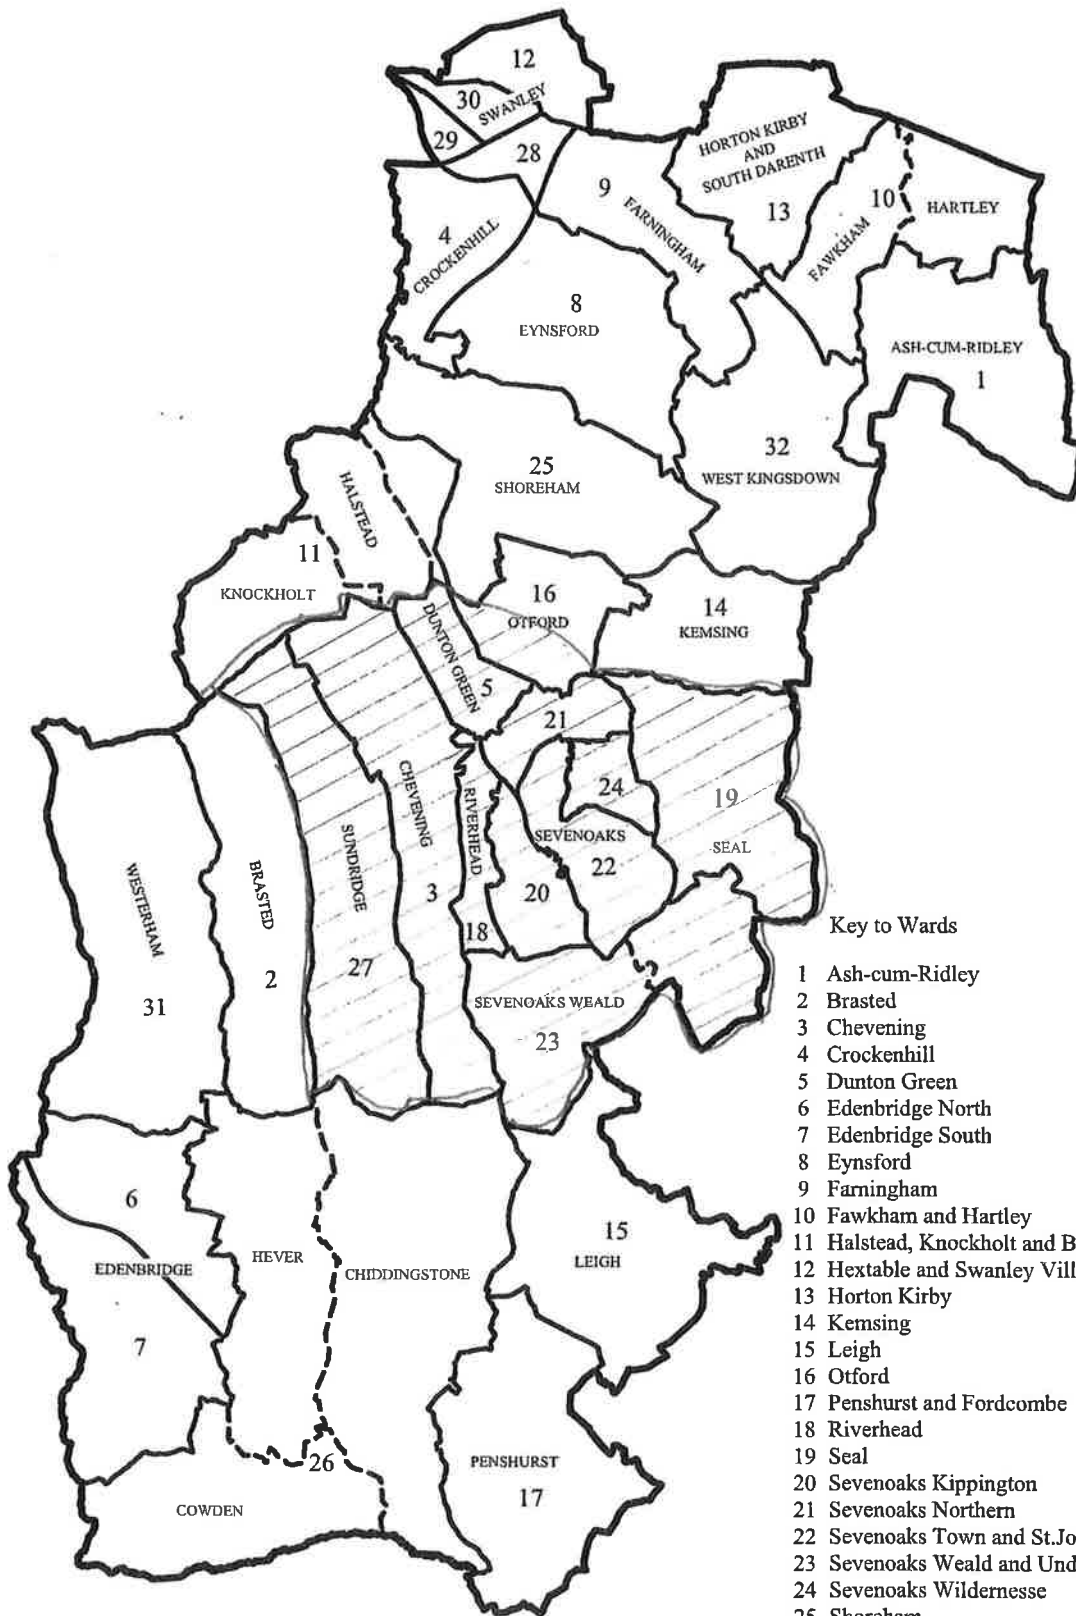 12
30
SWANLEY
29
28
HORTON KIRBY
AND
SOUTH DARENTH
13
9
FARNINGHAM
10
FAWKHAM
HARTLEY
4
CROCKENHILL
8
EYNSFORD
ASH-CUM-RIDLEY
1
32
WEST KINGSDOWN
25
SHOREHAM
HALSTEAD
11
KNOCKHOLT
16
OTFORD
14
KEMSING
DUNTON GREEN
5
21
24
19
SEAL
CHEVENING
3
RIVERHEAD
18
SEVENOAKS
22
20
SUNDRIDGE
27
BRASTED
2
WESTERHAM
31
SEVENOAKS WEALD
23
6
EDENBRIDGE
7
HEVER
CHIDDINGSTONE
15
LEIGH
26
COWDEN
PENSHURST
17
Key to Wards
1 Ash-cum-Ridley
2 Brasted
3 Chevening
4 Crockenhill
5 Dunton Green
6 Edenbridge North
7 Edenbridge South
8 Eynsford
9 Farningham
10 Fawkham and Hartley
11 Halstead, Knockholt and B
12 Hextable and Swanley Vill
13 Horton Kirby
14 Kemsing
15 Leigh
16 Otford
17 Penshurst and Fordcombe
18 Riverhead
19 Seal
20 Sevenoaks Kippington
21 Sevenoaks Northern
22 Sevenoaks Town and St.Jo
23 Sevenoaks Weald and Und
24 Sevenoaks Wildernesse
25 Shoreham